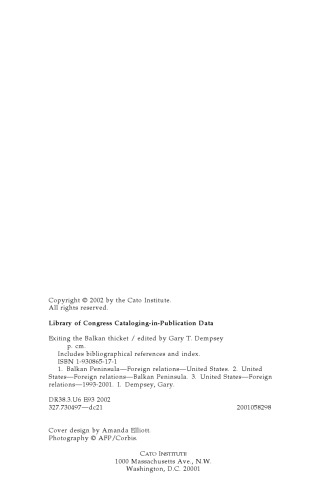 Copyright © 2002 by the Cato Institute.
All rights reserved.
Library of Congress Cataloging-in-Publication Data
Exiting the Balkan thicket / edited by Gary T. Dempsey
p. cm.
Includes bibliographical references and index.
ISBN 1-930865-17-1
1. Balkan Peninsula—Foreign relations—United States. 2. United
States—Foreign relations—Balkan Peninsula. 3. United States—Foreign
relations—1993-2001. 1. Dempsey, Gary.
DR38.3.U6 E93 2002
327.730497—dc21 2001058298
Cover design by Amanda Elliott.
Photography © AFP/Corbis.
CATO INSTITUTE
1000 Massachusetts Ave., N.W.
Washington, D.C. 20001